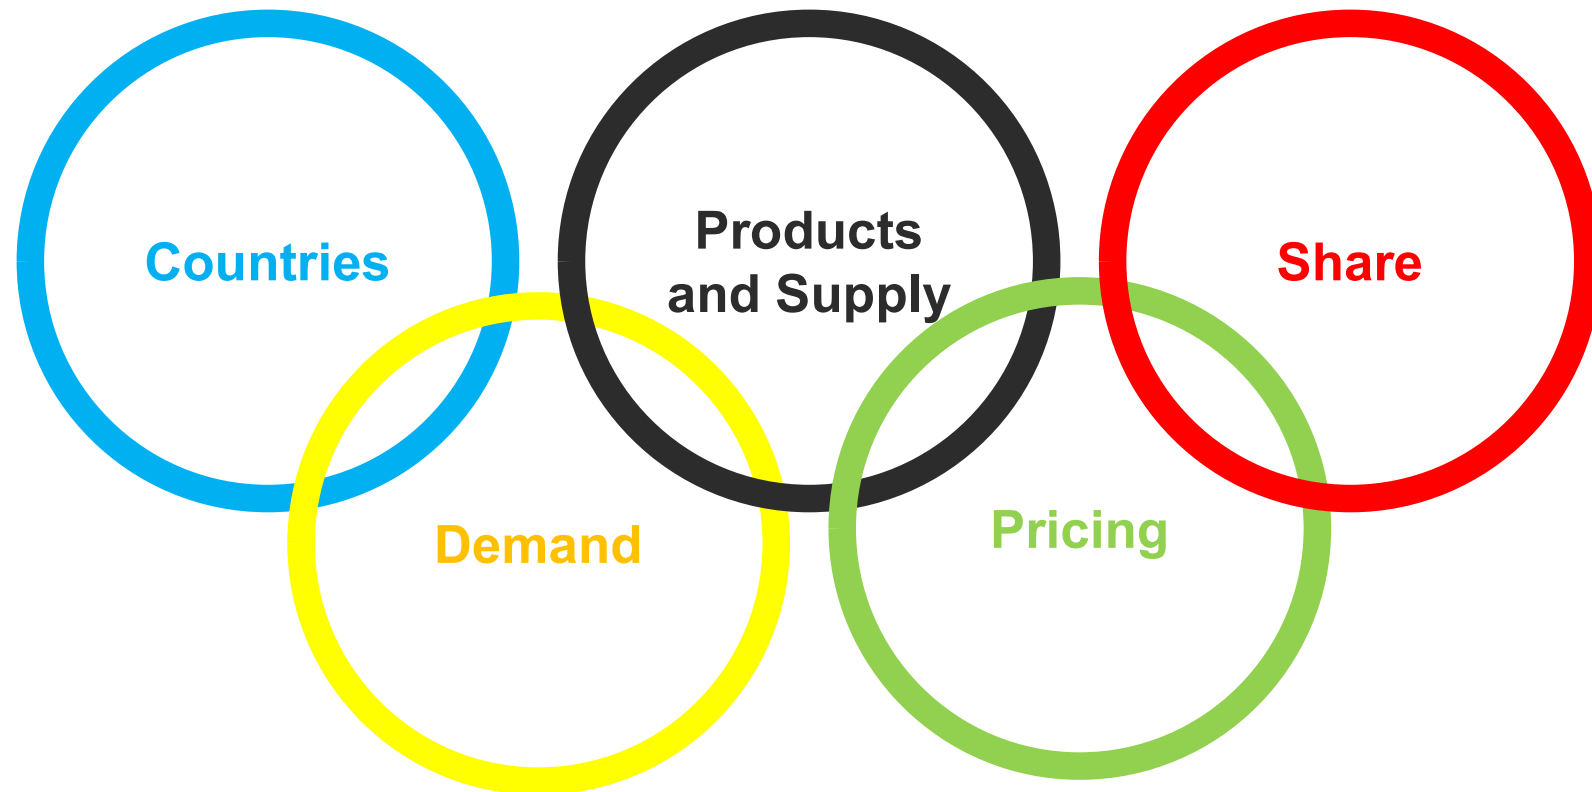 Countries
Products
and Supply
Share
Demand
Pricing